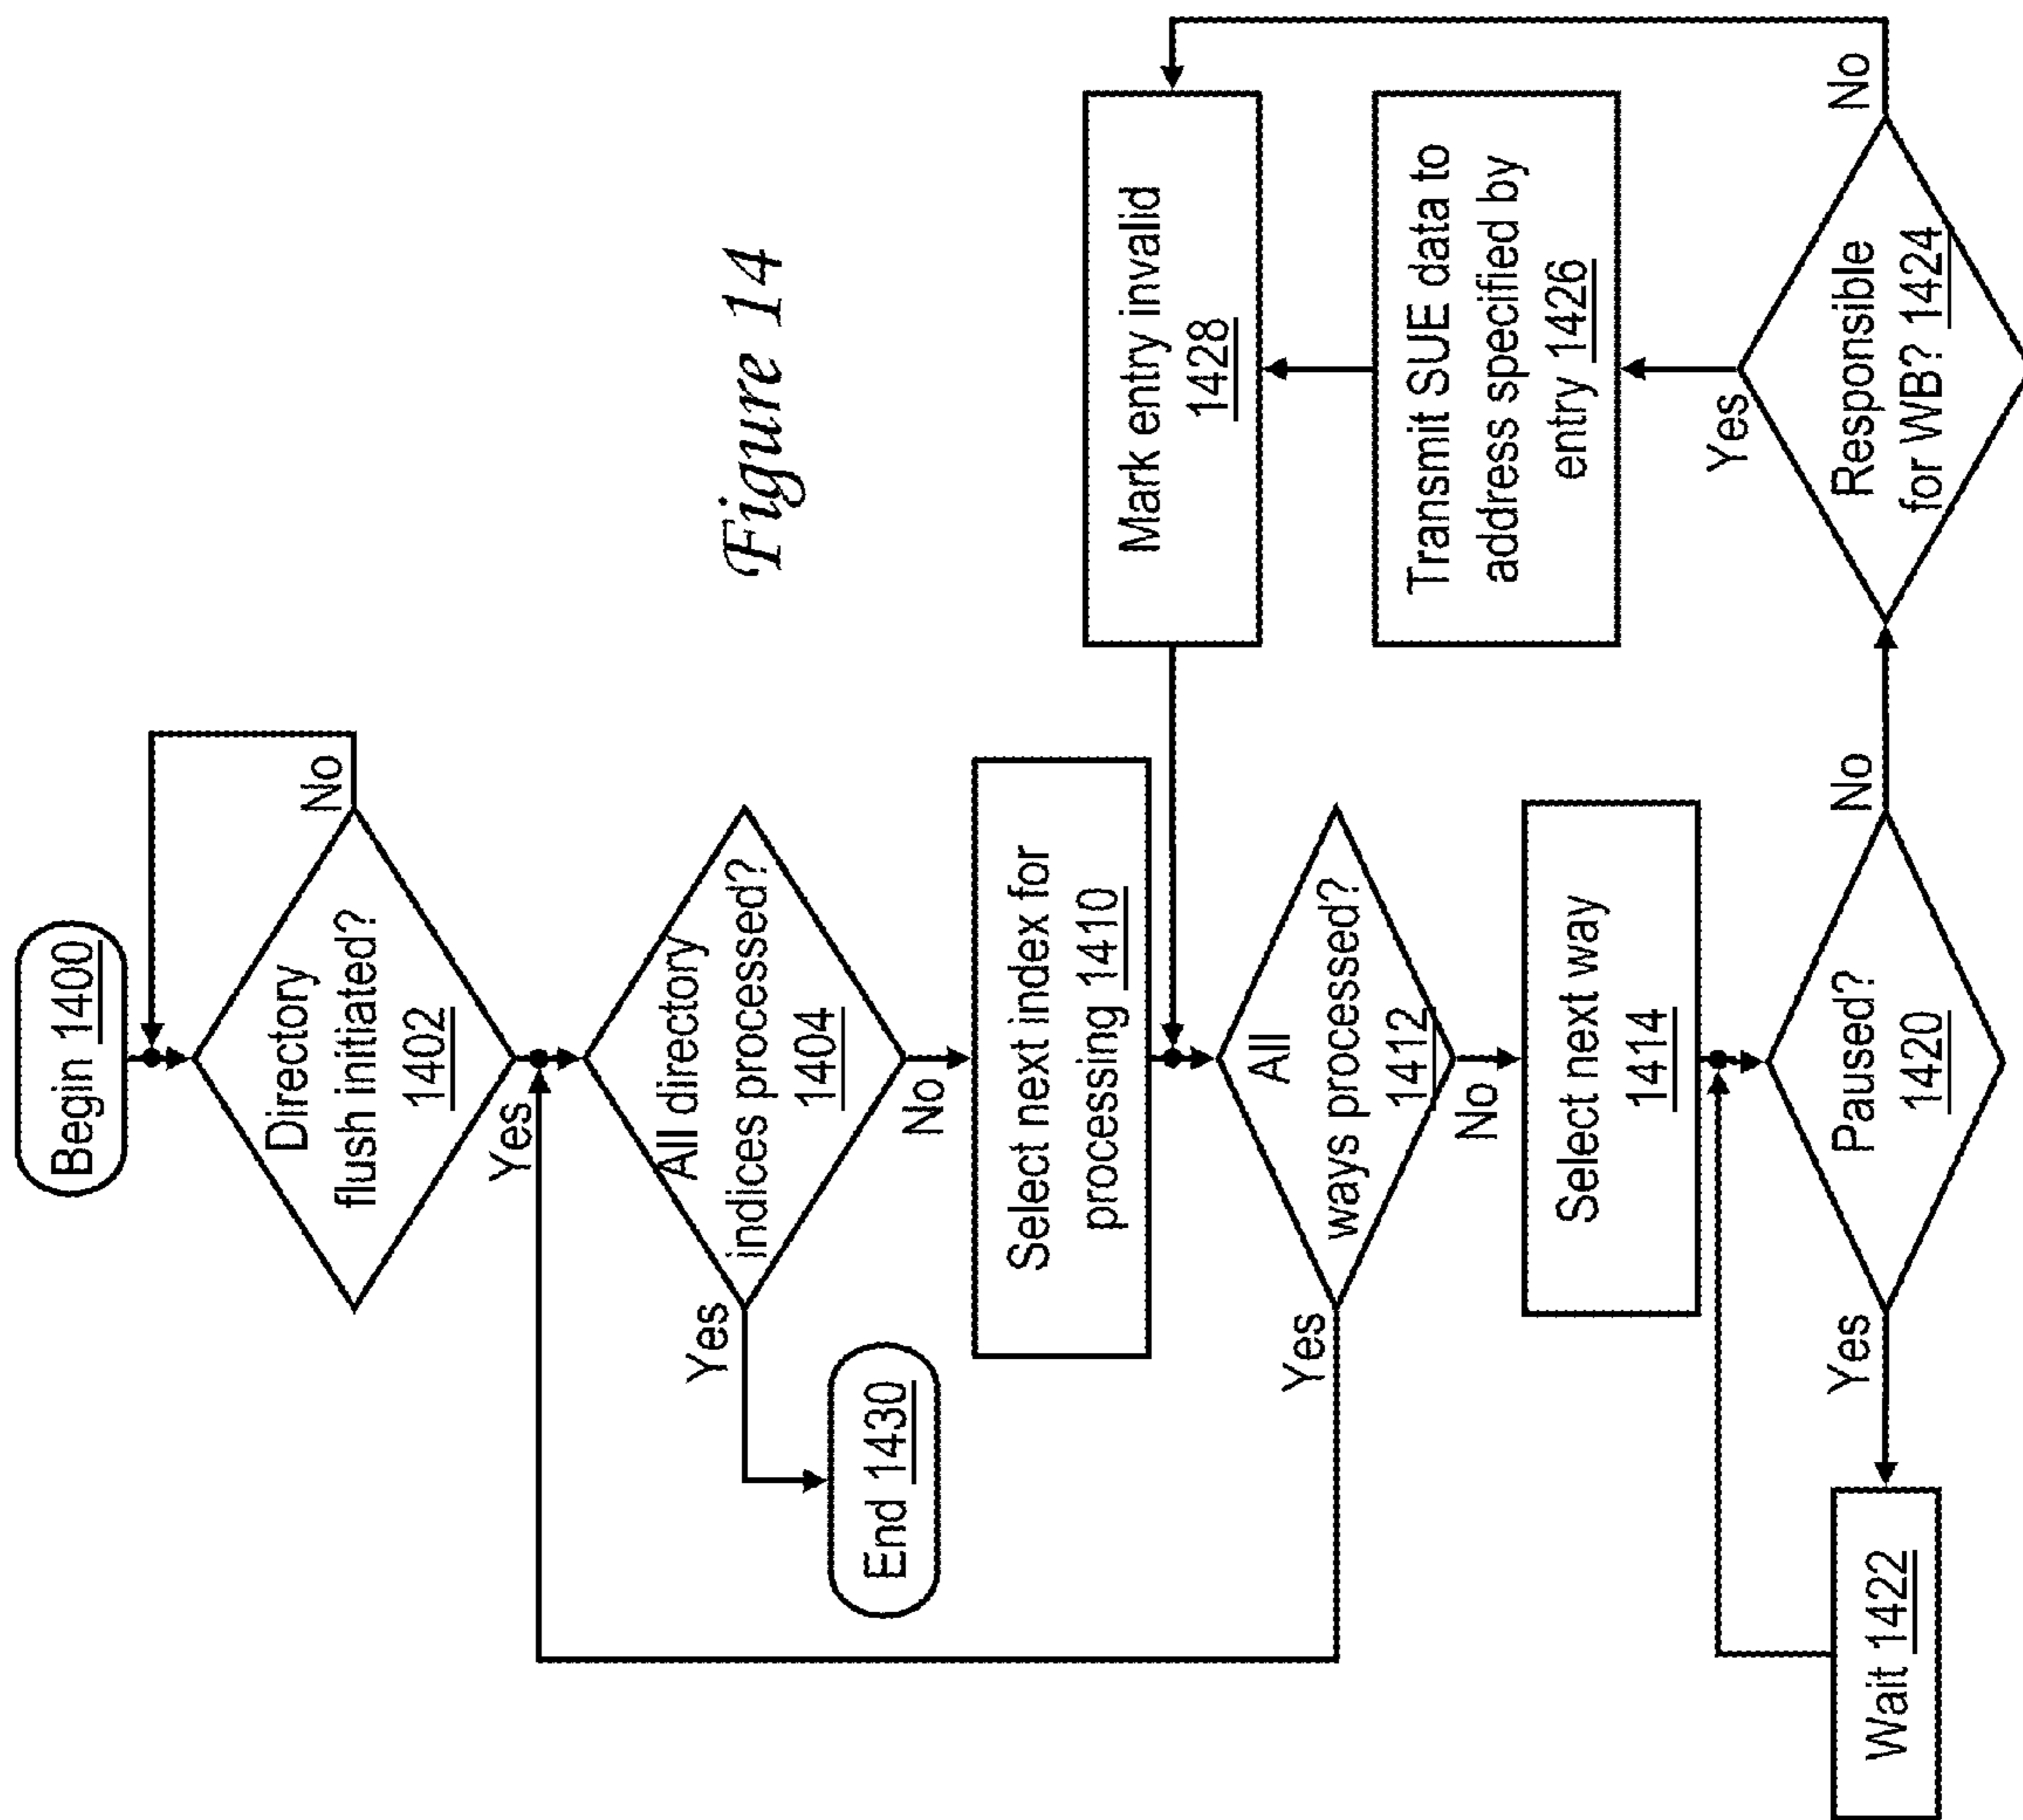 Begin 1400
Directory
flush initiated?
1402
No
Yes
All directory
indices processed?
1404
Yes
No
End 1430
Select next index for
processing 1410
All
ways processed?
1412
Yes
No
Select next way
1414
Paused?
1420
Yes
No
Wait 1422
Responsible
for WB? 1424
Yes
No
Transmit SUE data to
address specified by
entry 1426
Mark entry invalid
1428
Figure 14